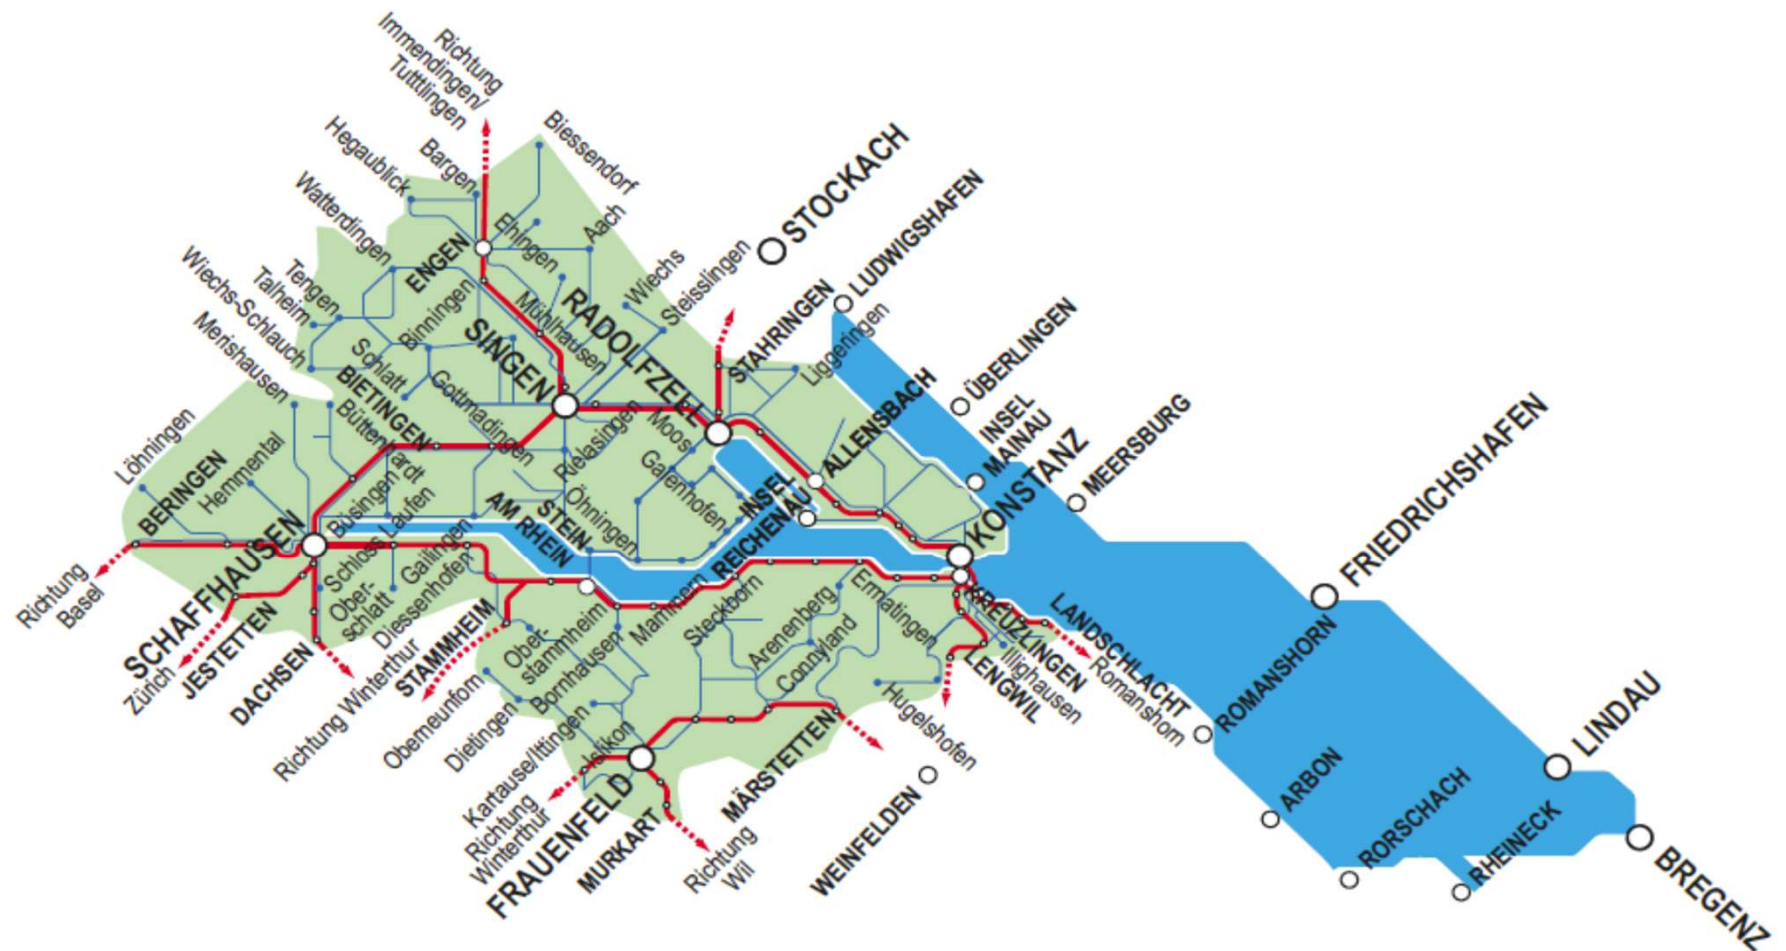 Richtung
Immendingen/
Tutttlingen
Biessendorf
Hegaublick
Bargen
Watterdingen
ENGEN
Ehingen
Aach
Wiechs
Steisslingen
STOCKACH
LUDWIGSHAFEN
Wiechs-Schlauch
Talheim
Tengen
Binningen
Mühlhausen
RADOLFZELL
STAHRINGEN
Liggeringen
ÜBERLINGEN
Merishausen
Schlatt
SINGEN
BIETINGEN
Gottmadingen
Büttenhardt
Rielasingen
Moos
Gaienhofen
ALLENSBACH
INSEL
MAINAU
MEERSBURG
KONSTANZ
FRIEDRICHSHAFEN
Löhningen
BERINGEN
Hemmental
Büsingen
Schloss Laufen
Gailingen
STEIN
AM RHEIN
Öhningen
INSEL
REICHENAU
Richtung
Basel
SCHAFFHAUSEN
Ober-
schlatt
Diessenhofen
Zürich
JESTETTEN
DACHSEN
Richtung Winterthur
STAMMHEIM
Ober-
stammheim
Mammern
Steckborn
Arenenberg
Ermatingen
KREUZLINGEN
LANDSCHLACHT
Romanshorn
ROMANSHORN
Oberneunforn
Dietingen
Bornhausen
Connyland
LENGWIL
Illighausen
Hugelshofen
Kartause/Ittingen
Islikon
Richtung
Winterthur
FRAUENFELD
MURKART
Richtung
Wil
MÄRSTETTEN
WEINFELDEN
ARBON
RORSCHACH
RHEINECK
LINDAU
BREGENZ